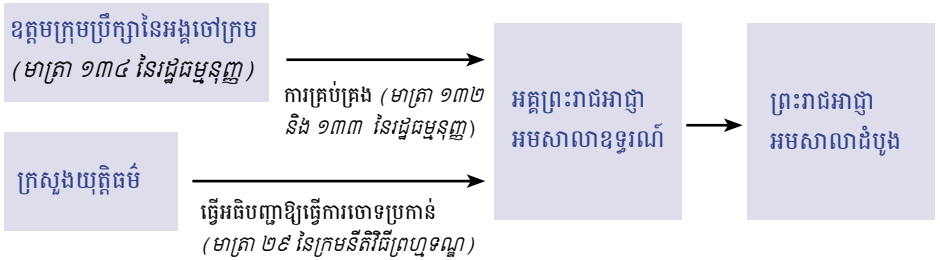 ឧត្តមក្រុមប្រឹក្សានៃអង្គចៅក្រម
(មាត្រា ១៣៤ នៃរដ្ឋធម្មនុញ្ញ)
ការគ្រប់គ្រង (មាត្រា ១៣២
និង ១៣៣ នៃរដ្ឋធម្មនុញ្ញ)
ក្រសួងយុត្តិធម៌
ធ្វើអធិបញ្ជាឱ្យធ្វើការចោទប្រកាន់
(មាត្រា ២៩ នៃក្រមនីតិវិធីព្រហ្មទណ្ឌ)
អគ្គព្រះរាជអាជ្ញា
អមសាលាឧទ្ធរណ៍
ព្រះរាជអាជ្ញា
អមសាលាដំបូង